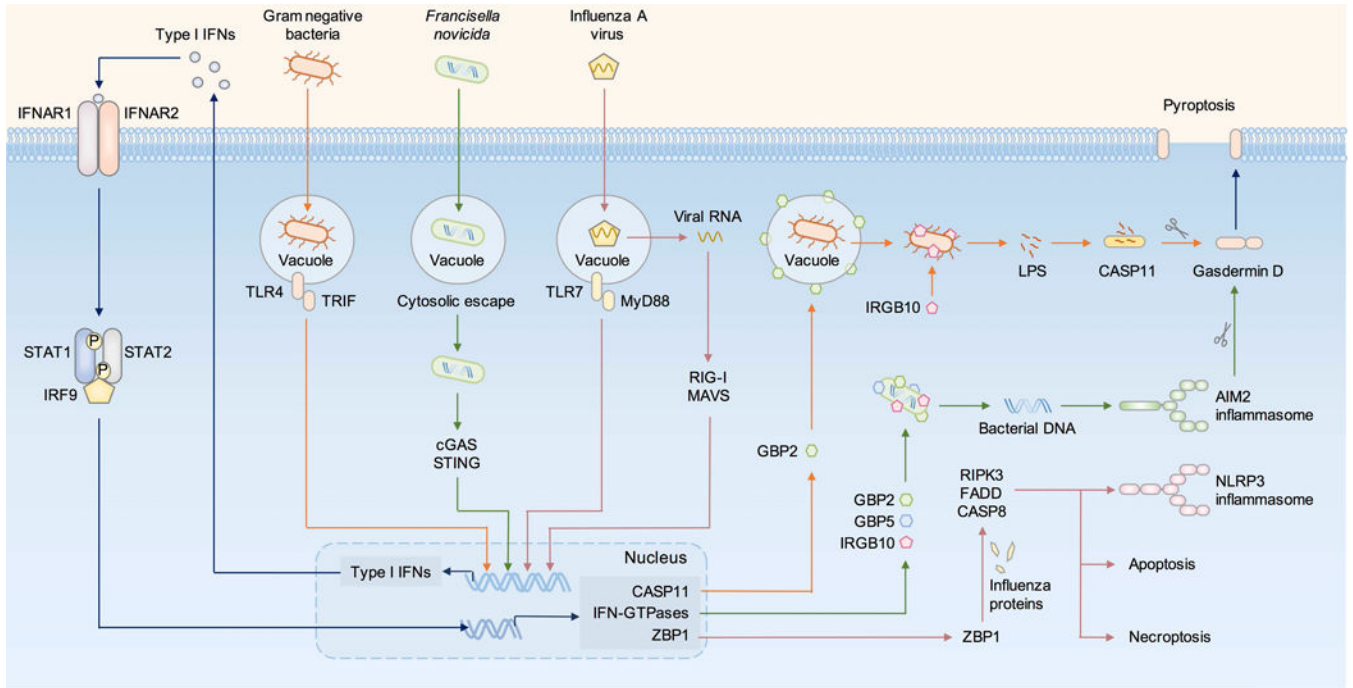 Type I IFNs
Gram negative
bacteria
Francisella
novicida
Influenza A
virus
IFNAR1
IFNAR2
Pyroptosis
Viral RNA
Vacuole
Vacuole
Vacuole
Vacuole
TLR4
TRIF
Cytosolic escape
TLR7
MyD88
LPS
CASP11
Gasdermin D
IRGB10
STAT1
P
P
STAT2
IRF9
RIG-I
MAVS
cGAS
STING
GBP2
Bacterial DNA
AIM2
inflammasome
GBP2
GBP5
IRGB10
RIPK3
FADD
CASP8
NLRP3
inflammasome
Nucleus
Type I IFNs
CASP11
IFN-GTPases
ZBP1
Influenza
proteins
ZBP1
Apoptosis
Necroptosis